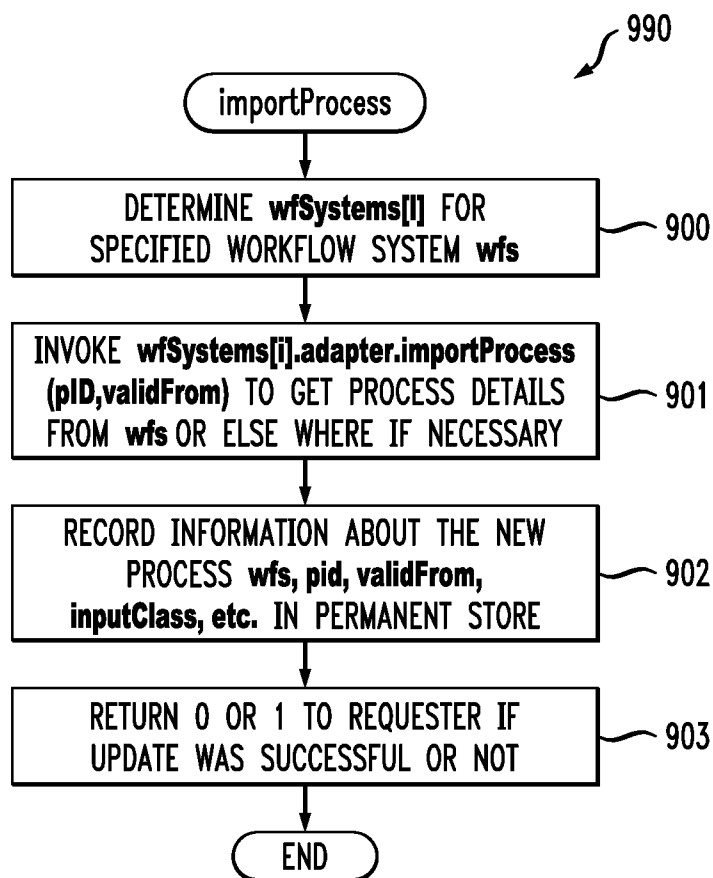 990
importProcess
DETERMINE wfSystems[I] FOR
SPECIFIED WORKFLOW SYSTEM wfs
900
INVOKE wfSystems[i].adapter.importProcess
(pID,validFrom) TO GET PROCESS DETAILS
FROM wfs OR ELSE WHERE IF NECESSARY
901
RECORD INFORMATION ABOUT THE NEW
PROCESS wfs, pid, validFrom,
inputClass, etc. IN PERMANENT STORE
902
RETURN 0 OR 1 TO REQUESTER IF
UPDATE WAS SUCCESSFUL OR NOT
903
END